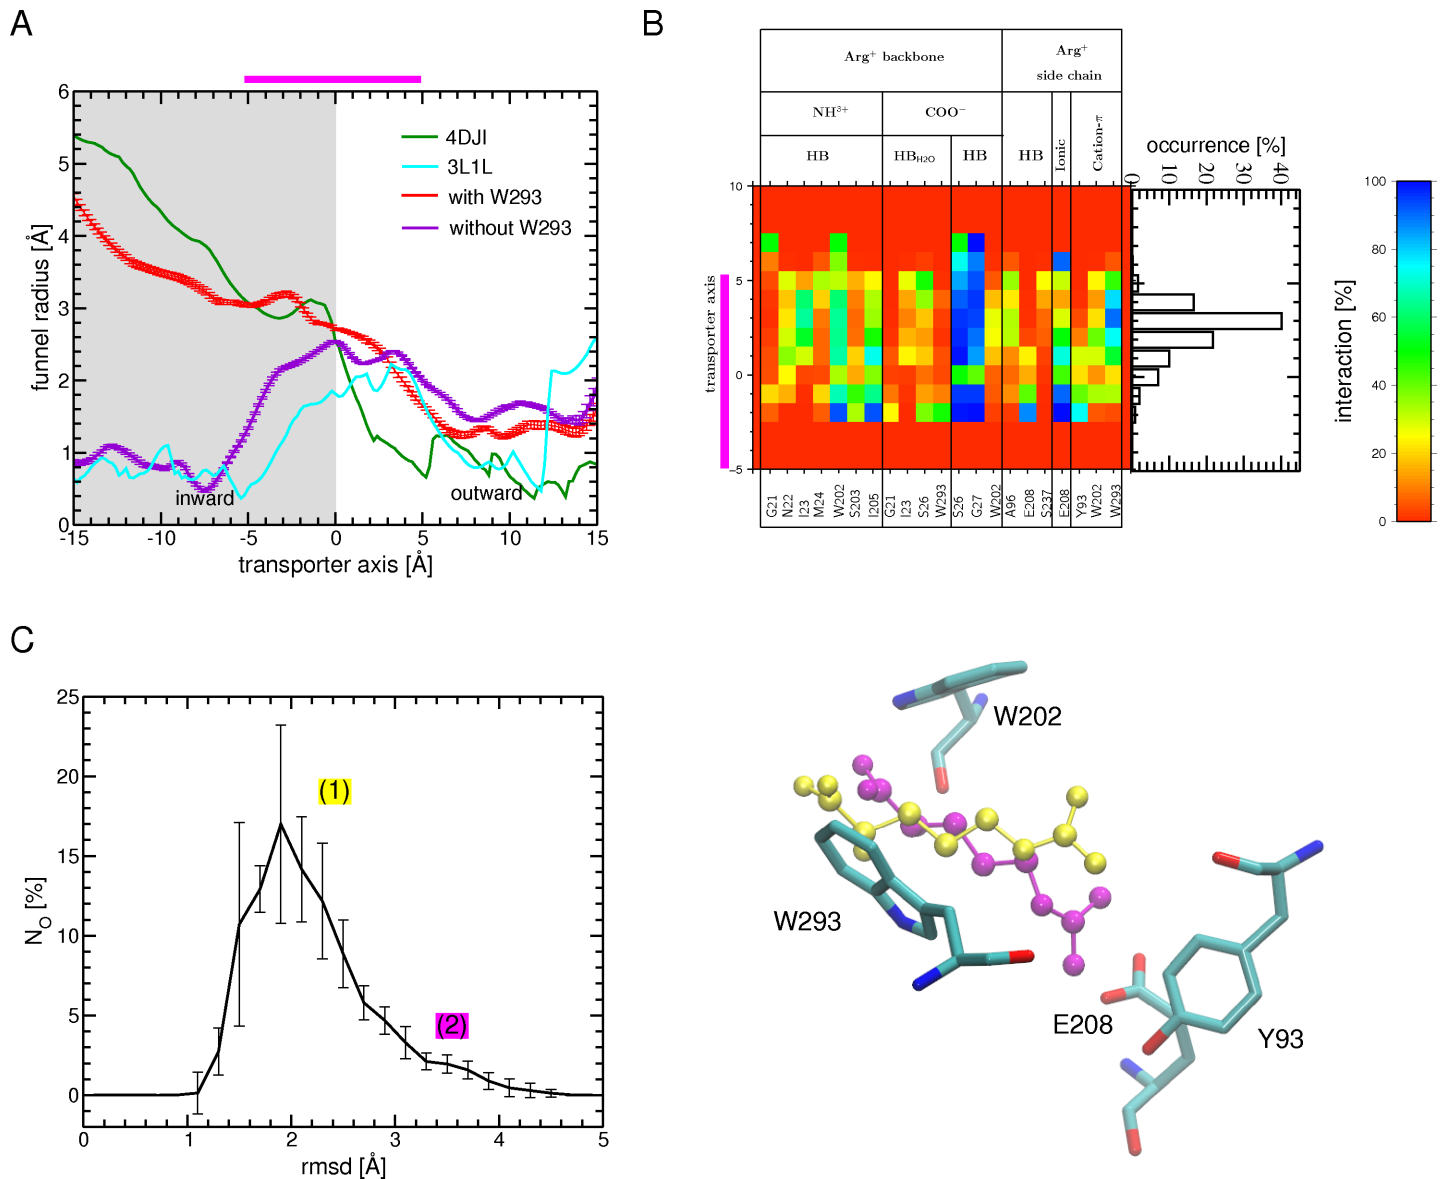 A
6
5
4
3
2
1
0
funnel radius [Å]
4DJI
3L1L
with W293
without W293
inward
outward
-15
-10
-5
0
5
10
15
transporter axis [Å]
B
Arg⁺ backbone
Arg⁺
side chain
NH³⁺
COO⁻
HB
HB_H2O
HB
HB
Ionic
Cation-π
occurrence [%]
0 10 20 30 40
10
5
0
−5
transporter axis
G21 N22 I23 M24 W202 S203 I205 G21 I23 S26 W293 S26 G27 W202 A96 E208 S237 E208 Y93 W202 W293
100
80
60
40
20
0
interaction [%]
C
25
20
15
10
5
0
N_O [%]
(1)
(2)
0 1 2 3 4 5
rmsd [Å]
W202
W293
E208
Y93